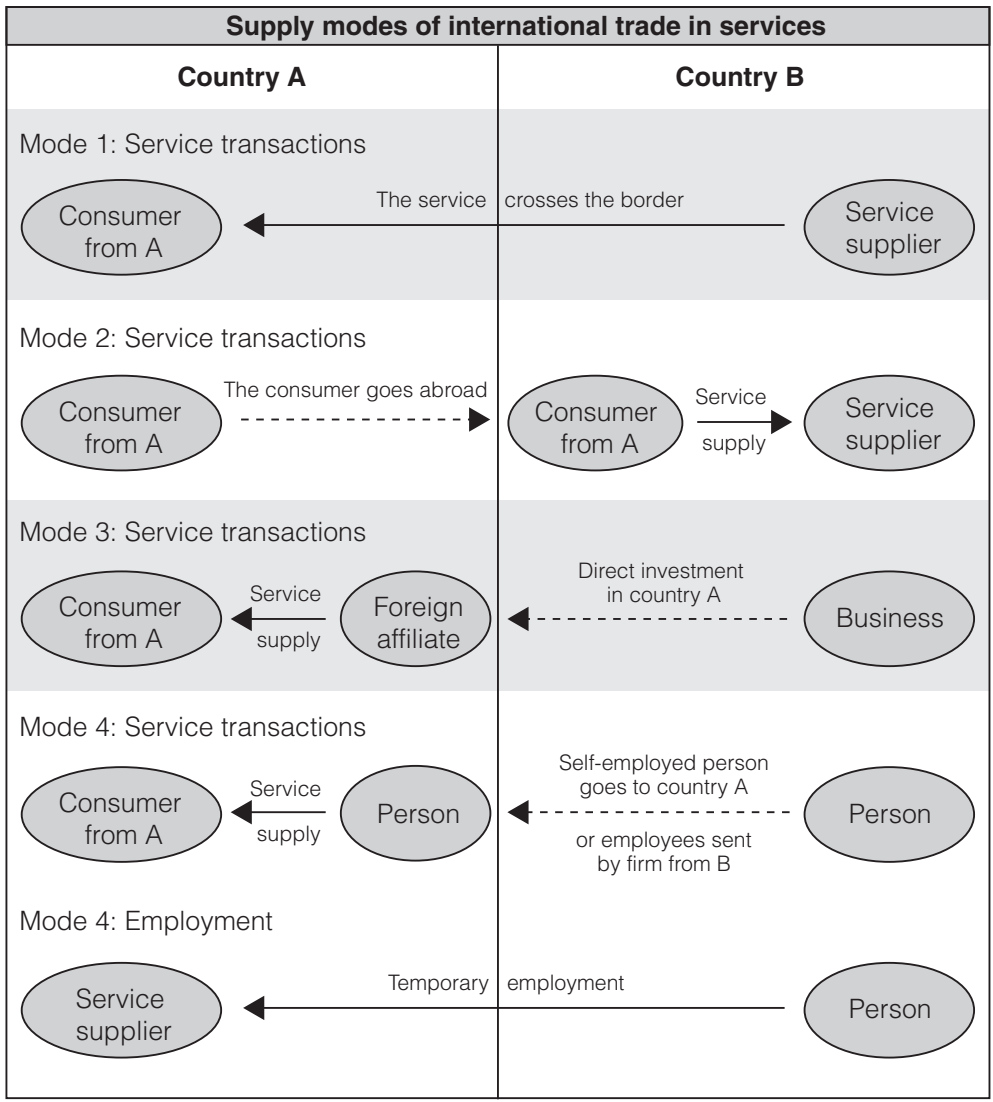 Supply modes of international trade in services
Country A
Country B
Mode 1: Service transactions
Consumer
from A
The service crosses the border
Service
supplier
Mode 2: Service transactions
Consumer
from A
The consumer goes abroad
Consumer
from A
Service
supply
Service
supplier
Mode 3: Service transactions
Consumer
from A
Service
supply
Foreign
affiliate
Direct investment
in country A
Business
Mode 4: Service transactions
Consumer
from A
Service
supply
Person
Self-employed person
goes to country A
or employees sent
by firm from B
Person
Mode 4: Employment
Service
supplier
Temporary employment
Person